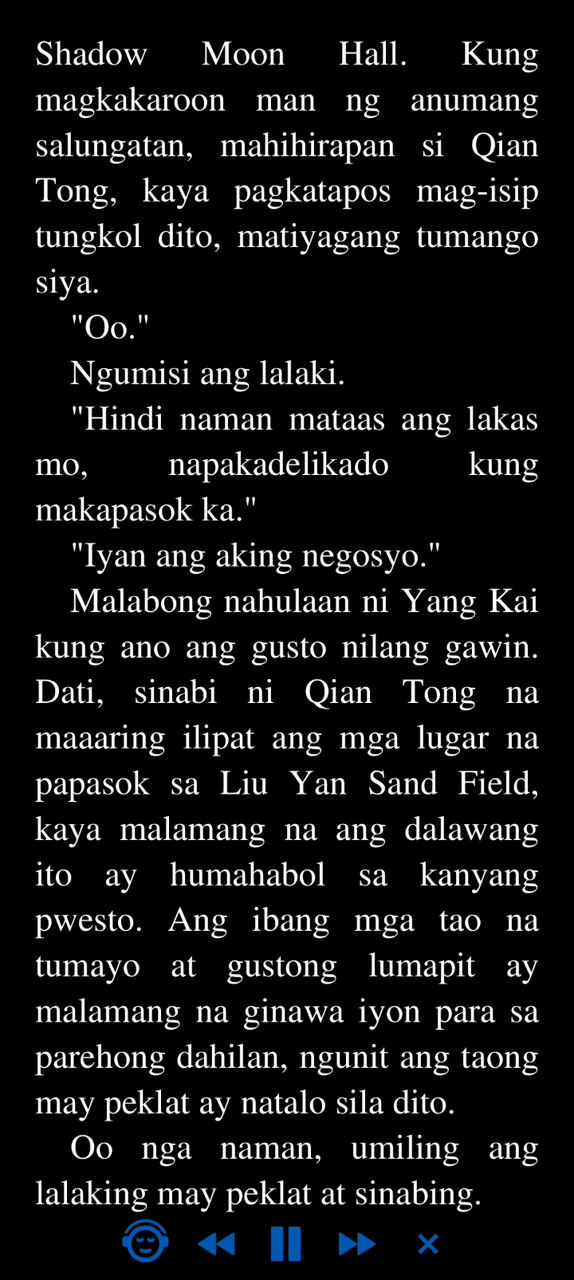 Shadow Moon Hall. Kung
magkakaroon man ng anumang
salungatan, mahihirapan si Qian
Tong, kaya pagkatapos mag-isip
tungkol dito, matiyagang tumango
siya.
"Oo."
Ngumisi ang lalaki.
"Hindi naman mataas ang lakas
mo, napakadelikado kung
makapasok ka."
"Iyan ang aking negosyo."
Malabong nahulaan ni Yang Kai
kung ano ang gusto nilang gawin.
Dati, sinabi ni Qian Tong na
maaaring ilipat ang mga lugar na
papasok sa Liu Yan Sand Field,
kaya malamang na ang dalawang
ito ay humahabol sa kanyang
pwesto. Ang ibang mga tao na
tumayo at gustong lumapit ay
malamang na ginawa iyon para sa
parehong dahilan, ngunit ang taong
may peklat ay natalo sila dito.
Oo nga naman, umiling ang
lalaking may peklat at sinabing.